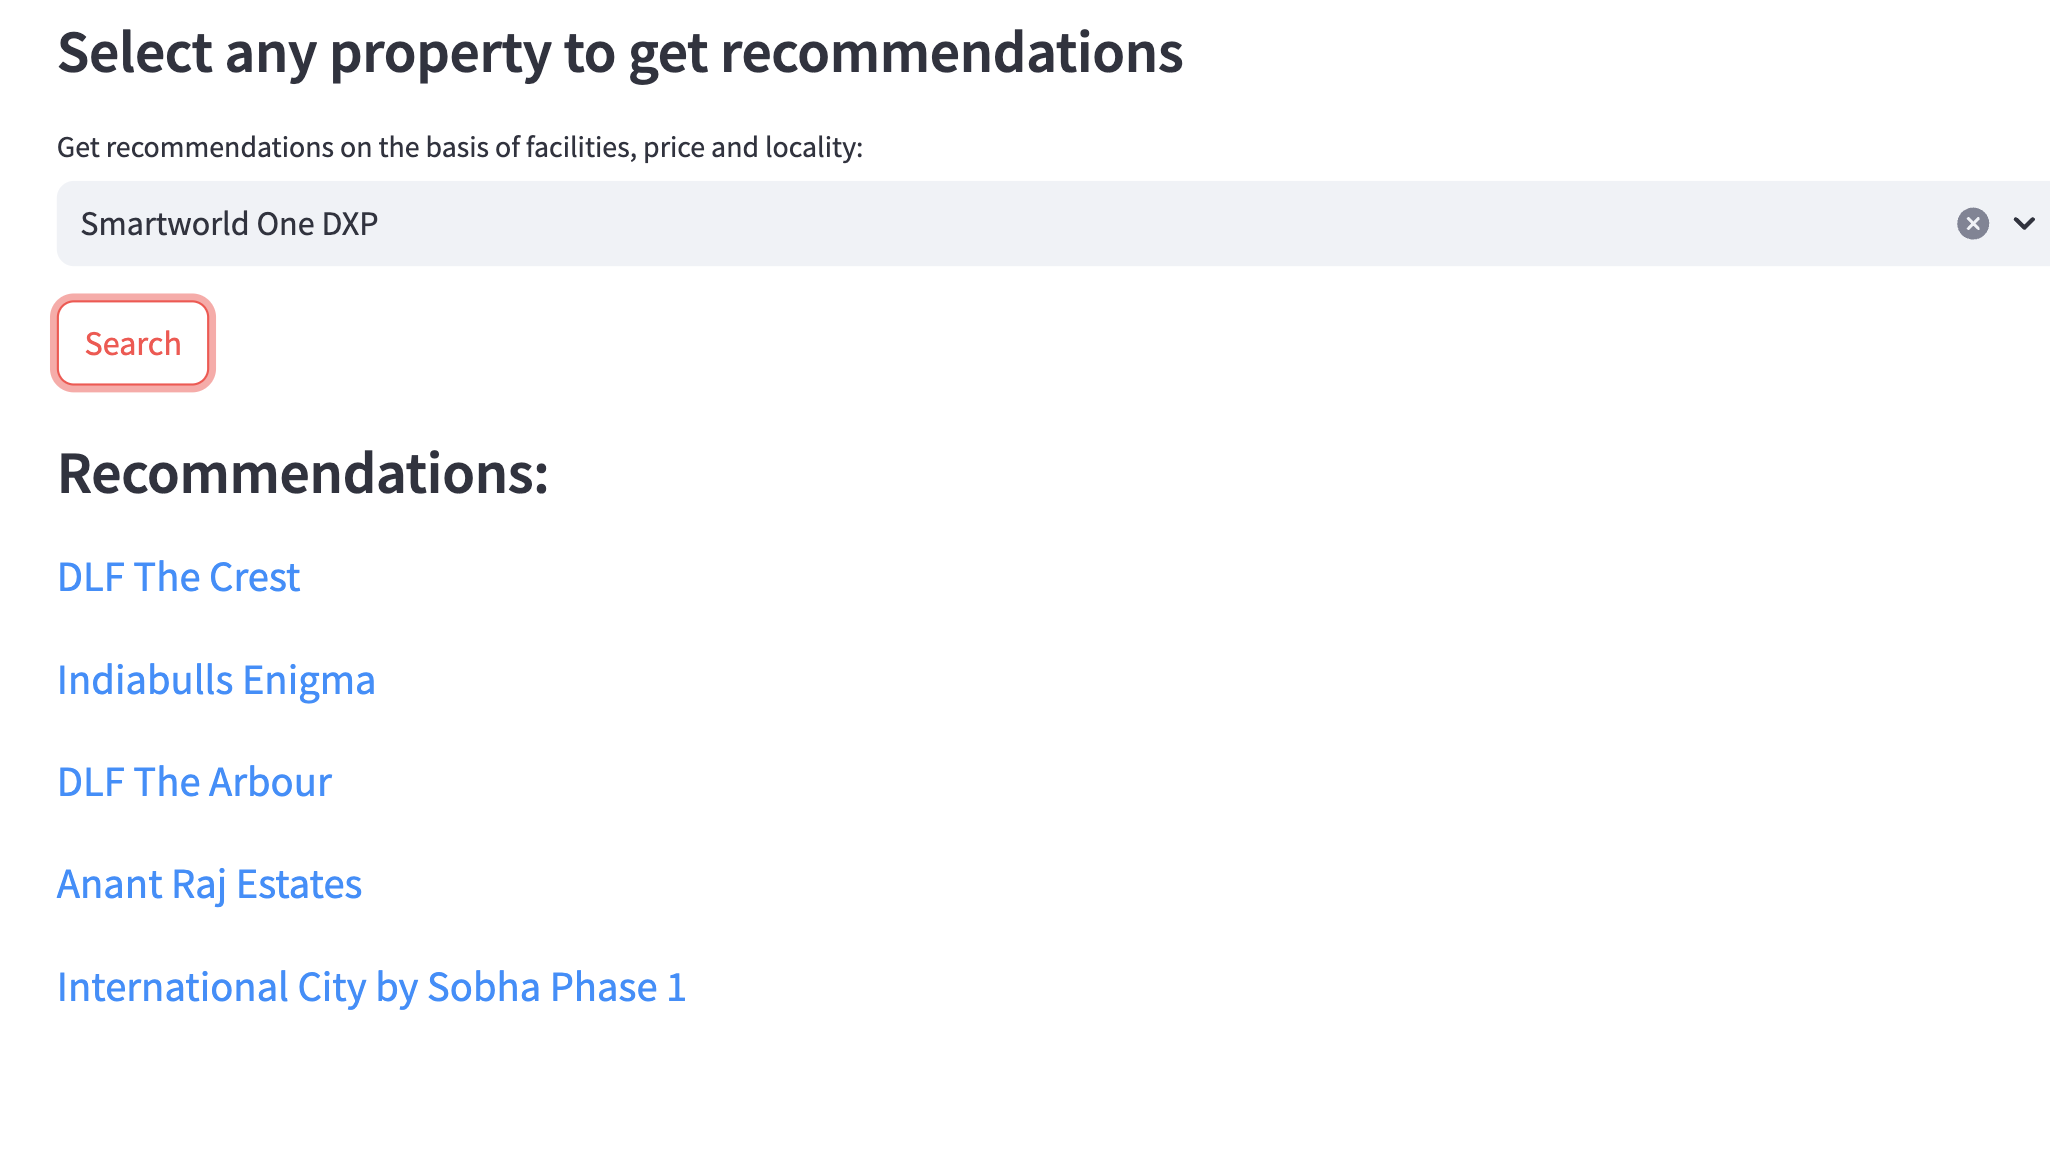 Select any property to get recommendations
Get recommendations on the basis of facilities, price and locality:
Smartworld One DXP
Search
Recommendations:
DLF The Crest
Indiabulls Enigma
DLF The Arbour
Anant Raj Estates
International City by Sobha Phase 1